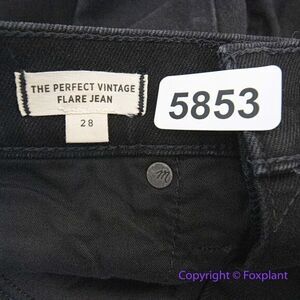 THE PERFECT VINTAGE
FLARE JEAN
28
5853
m
Copyright © Foxplant